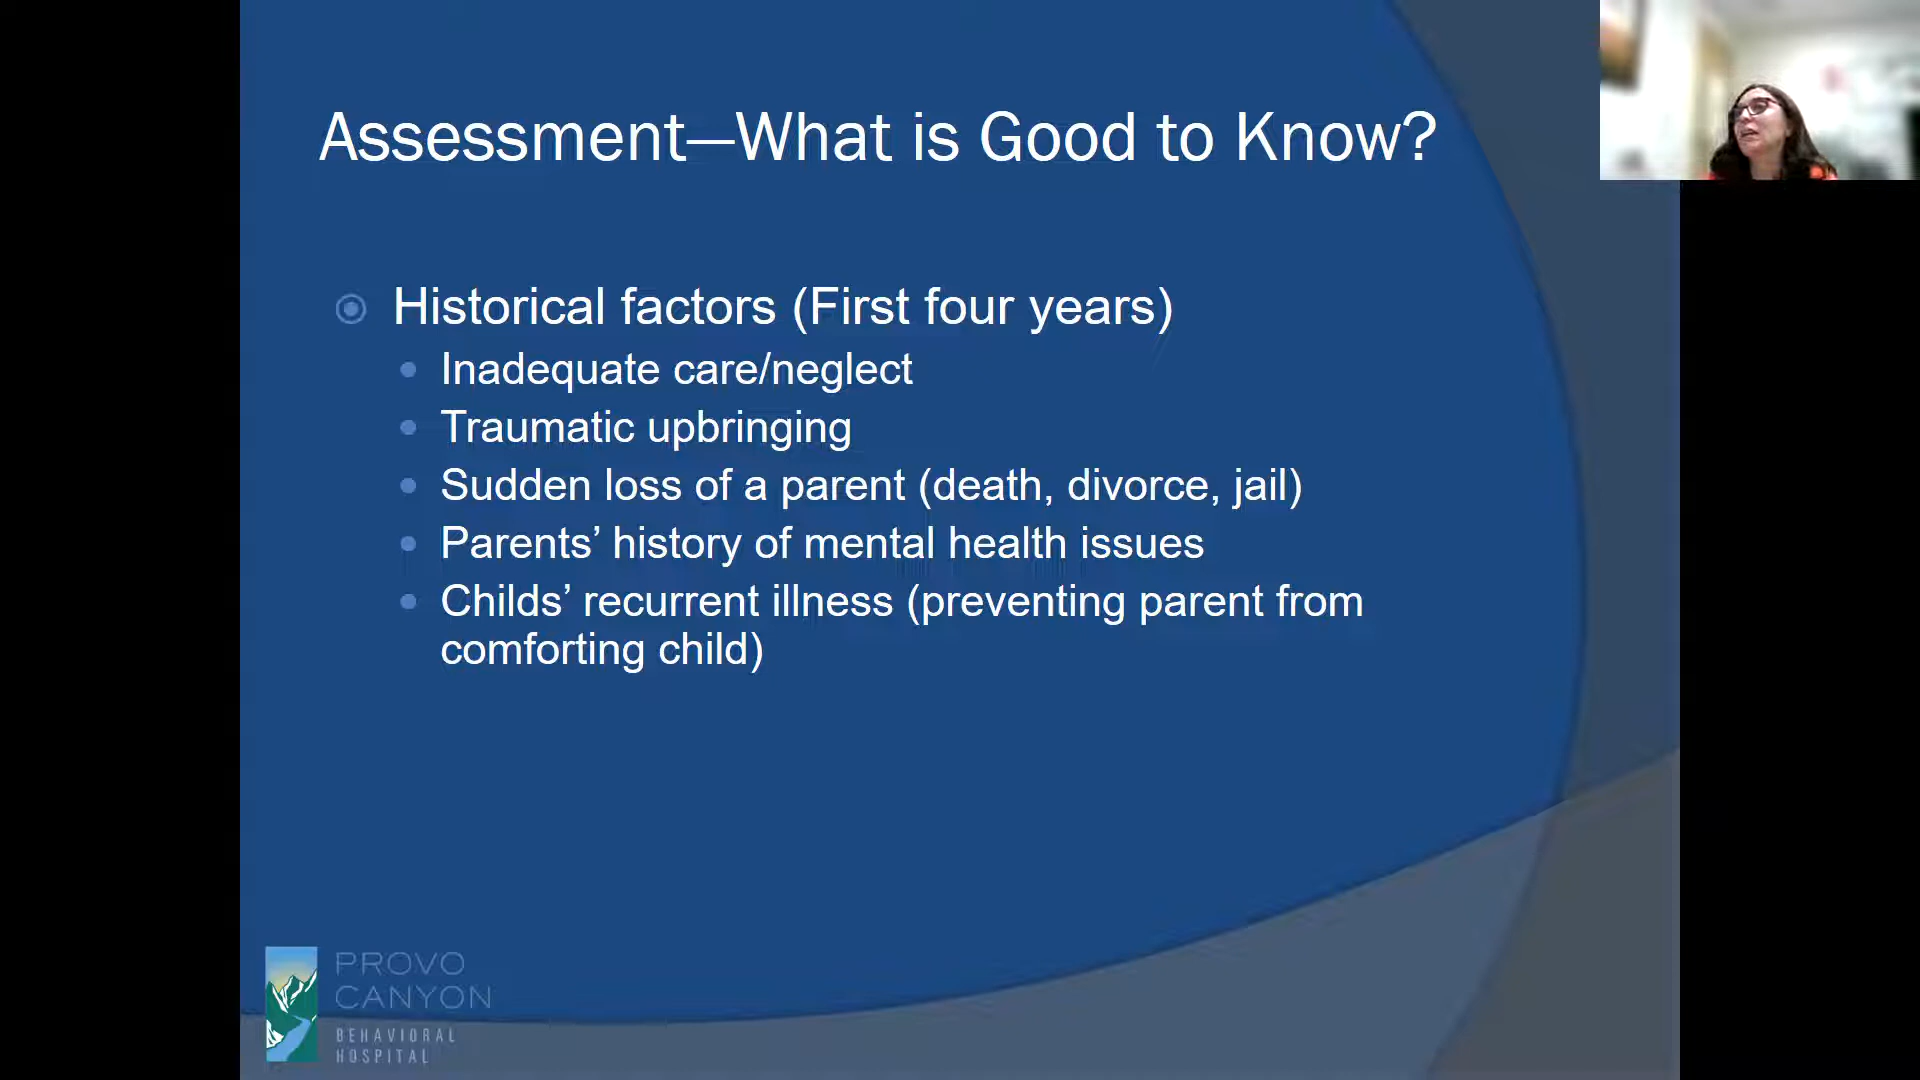 Assessment—What is Good to Know?
Historical factors (First four years)
Inadequate care/neglect
Traumatic upbringing
Sudden loss of a parent (death, divorce, jail)
Parents’ history of mental health issues
Childs’ recurrent illness (preventing parent from
comforting child)
PROVO
CANYON
BEHAVIORAL
HOSPITAL